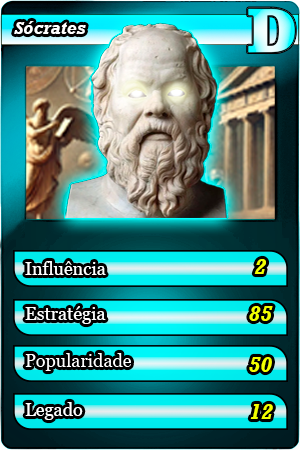 Sócrates
D
Influência 2
Estratégia 85
Popularidade 50
Legado 12